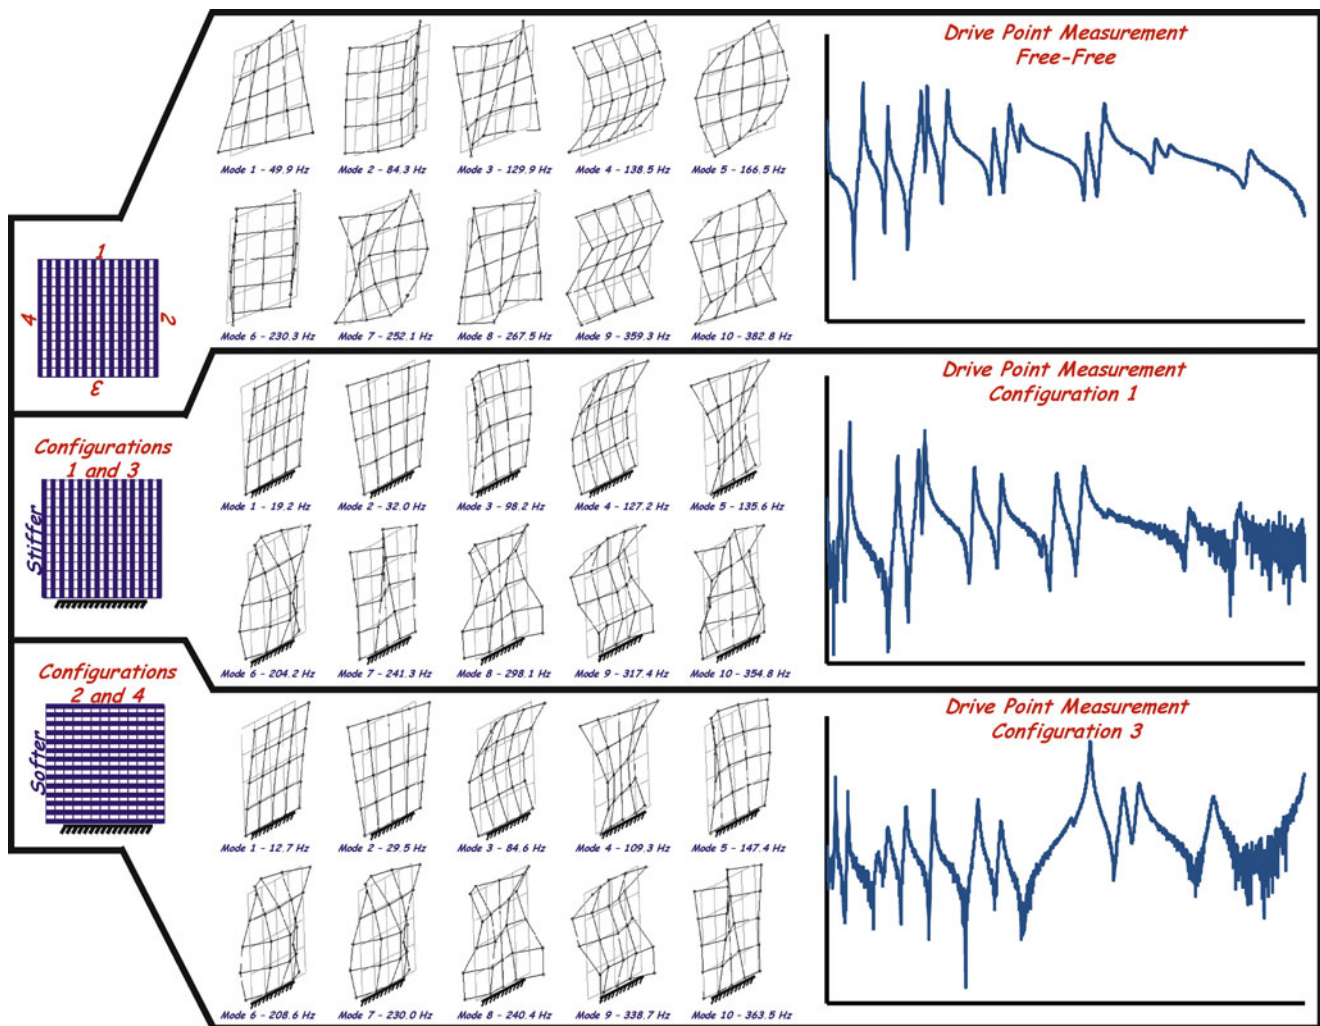 Drive Point Measurement
Free-Free
Mode 1 - 49.9 Hz
Mode 2 - 84.3 Hz
Mode 3 - 129.9 Hz
Mode 4 - 138.5 Hz
Mode 5 - 166.5 Hz
Mode 6 - 230.3 Hz
Mode 7 - 252.1 Hz
Mode 8 - 267.5 Hz
Mode 9 - 359.3 Hz
Mode 10 - 382.8 Hz
1
4
2
3
Configurations
1 and 3
Stiffer
Drive Point Measurement
Configuration 1
Mode 1 - 19.2 Hz
Mode 2 - 32.0 Hz
Mode 3 - 98.2 Hz
Mode 4 - 127.2 Hz
Mode 5 - 135.6 Hz
Mode 6 - 204.2 Hz
Mode 7 - 241.3 Hz
Mode 8 - 298.1 Hz
Mode 9 - 317.4 Hz
Mode 10 - 354.8 Hz
Configurations
2 and 4
Softer
Drive Point Measurement
Configuration 3
Mode 1 - 12.7 Hz
Mode 2 - 29.5 Hz
Mode 3 - 84.6 Hz
Mode 4 - 109.3 Hz
Mode 5 - 147.4 Hz
Mode 6 - 208.6 Hz
Mode 7 - 230.0 Hz
Mode 8 - 240.4 Hz
Mode 9 - 338.7 Hz
Mode 10 - 363.5 Hz